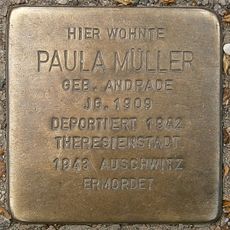 HIER WOHNTE
PAULA MÜLLER
GEB. ANDRADE
JG. 1909
DEPORTIERT 1942
THERESIENSTADT
1943 AUSCHWITZ
ERMORDET